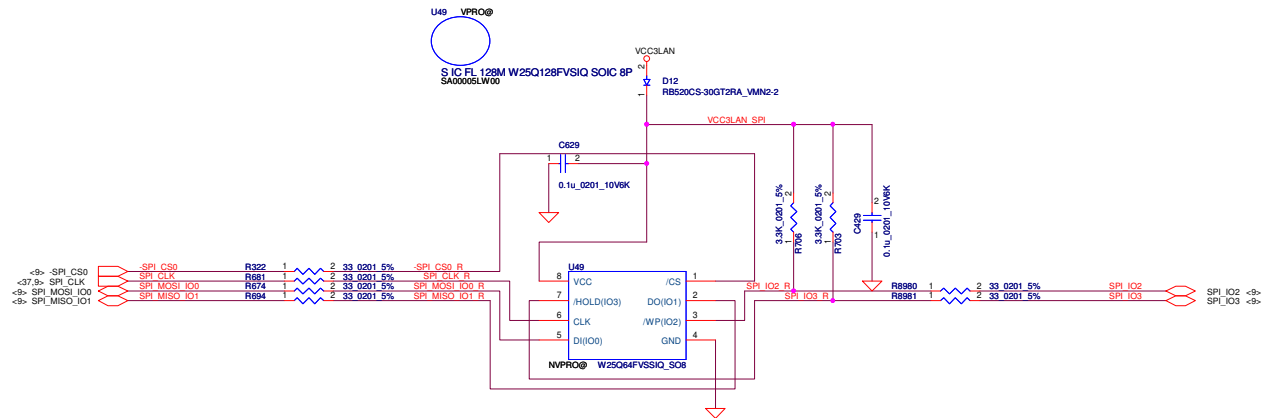 U49 VPRO@
S IC FL 128M W25Q128FVSIQ SOIC 8P
SA00005LW00
VCC3LAN
2
D12
1
RB520CS-30GT2RA_VMN2-2
VCC3LAN_SPI
C629
1 2
0.1u_0201_10V6K
3.3K_0201_5%
2
1
R706
3.3K_0201_5%
2
1
R703
C429
2
1
0.1u_0201_10V6K
<9> -SPI_CS0 -SPI_CS0 R322 1 2 33_0201_5% -SPI_CS0_R
<37,9> SPI_CLK SPI_CLK R681 1 2 33_0201_5% SPI_CLK_R
<9> SPI_MOSI_IO0 SPI_MOSI_IO0 R674 1 2 33_0201_5% SPI_MOSI_IO0_R
<9> SPI_MISO_IO1 SPI_MISO_IO1 R694 1 2 33_0201_5% SPI_MISO_IO1_R
U49
8 VCC /CS 1
7 /HOLD(IO3) DO(IO1) 2
6 CLK /WP(IO2) 3
5 DI(IO0) GND 4
NVPRO@ W25Q64FVSSIQ_SO8
SPI_IO2_R R8980 1 2 33_0201_5% SPI_IO2 SPI_IO2 <9>
SPI_IO3_R R8981 1 2 33_0201_5% SPI_IO3 SPI_IO3 <9>